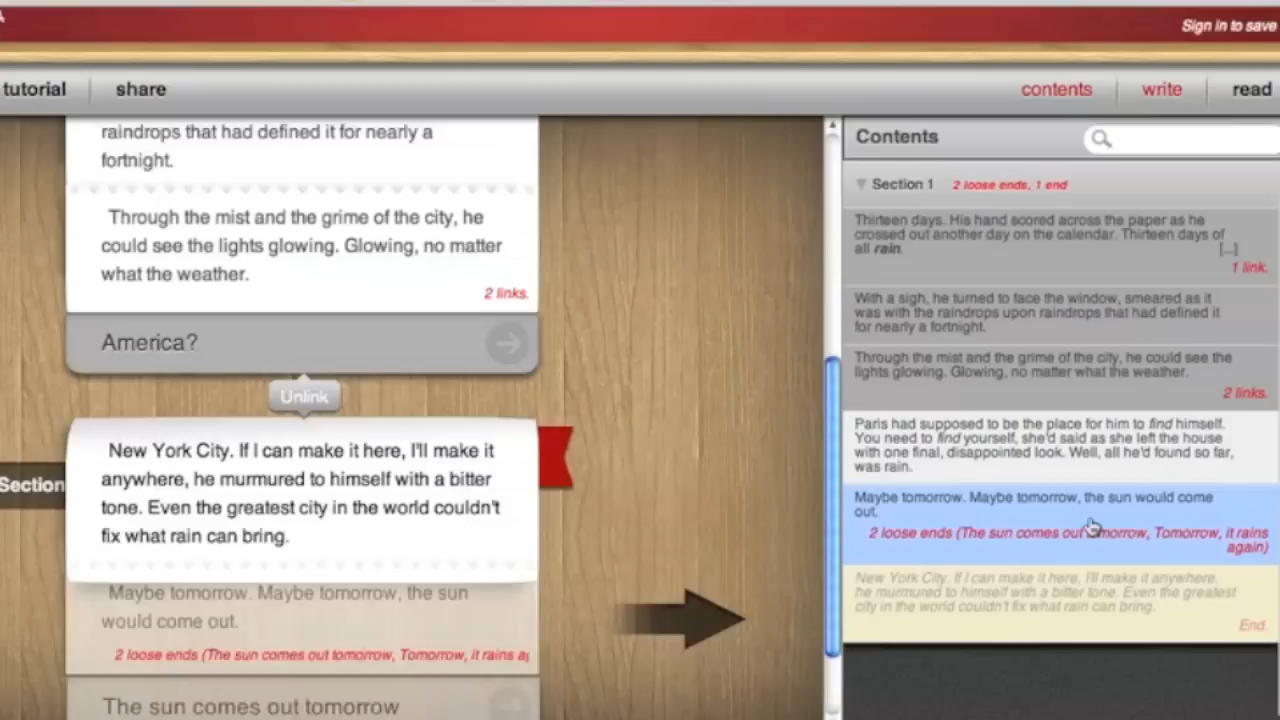 Sign in to save
tutorial
share
contents
write
read
raindrops that had defined it for nearly a
fortnight.
Through the mist and the grime of the city, he
could see the lights glowing. Glowing, no matter
what the weather.
2 links.
America?
Unlink
Section
New York City. If I can make it here, I'll make it
anywhere, he murmured to himself with a bitter
tone. Even the greatest city in the world couldn't
fix what rain can bring.
Maybe tomorrow. Maybe tomorrow, the sun
would come out.
2 loose ends (The sun comes out tomorrow, Tomorrow, it rains ag
The sun comes out tomorrow
Contents
Section 1
2 loose ends, 1 end
Thirteen days. His hand scored across the paper as he
crossed out another day on the calendar. Thirteen days of
all rain. [...]
1 link.
With a sigh, he turned to face the window, smeared as it
was with the raindrops upon raindrops that had defined it
for nearly a fortnight.
Through the mist and the grime of the city, he could see the
lights glowing. Glowing, no matter what the weather.
2 links.
Paris had supposed to be the place for him to find himself.
You need to find yourself, she'd said as she left the house
with one final, disappointed look. Well, all he'd found so far,
was rain.
Maybe tomorrow. Maybe tomorrow, the sun would come
out.
2 loose ends (The sun comes out tomorrow, Tomorrow, it rains
again)
New York City. If I can make it here, I'll make it anywhere,
he murmured to himself with a bitter tone. Even the greatest
city in the world couldn't fix what rain can bring.
End.